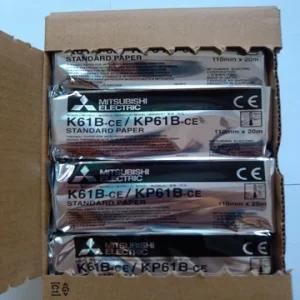 STANDARD PAPER 110mm x 20m
MITSUBISHI
ELECTRIC
K61B-CE / KP61B-CE
STANDARD PAPER 110mm x 20m
MITSUBISHI
ELECTRIC
K61B-CE / KP61B-CE
STANDARD PAPER 110mm x 20m
MITSUBISHI
ELECTRIC
K61B-CE / KP61B-CE